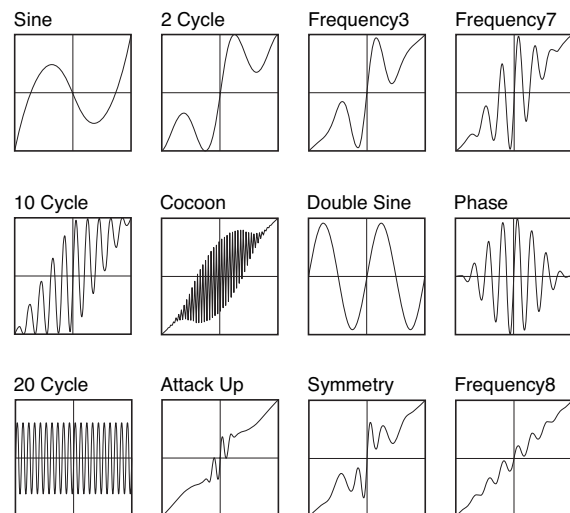 Sine 2 Cycle Frequency3 Frequency7
10 Cycle Cocoon Double Sine Phase
20 Cycle Attack Up Symmetry Frequency8